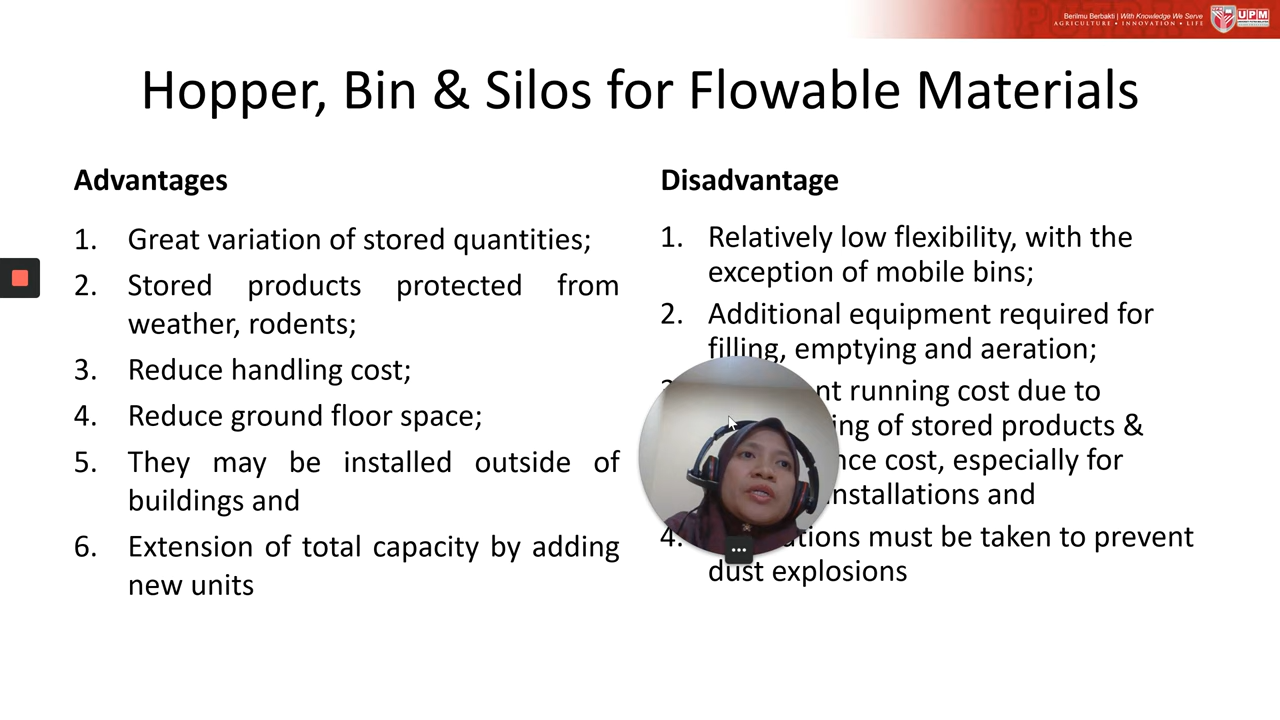 Berilmu Berbakti | With Knowledge We Serve
AGRICULTURE • INNOVATION • LIFE
UPM
Hopper, Bin & Silos for Flowable Materials
Advantages
1. Great variation of stored quantities;
2. Stored products protected from
weather, rodents;
3. Reduce handling cost;
4. Reduce ground floor space;
5. They may be installed outside of
buildings and
6. Extension of total capacity by adding
new units
Disadvantage
1. Relatively low flexibility, with the
exception of mobile bins;
2. Additional equipment required for
filling, emptying and aeration;
running cost due to
of stored products &
cost, especially for
installations and
4. must be taken to prevent
dust explosions